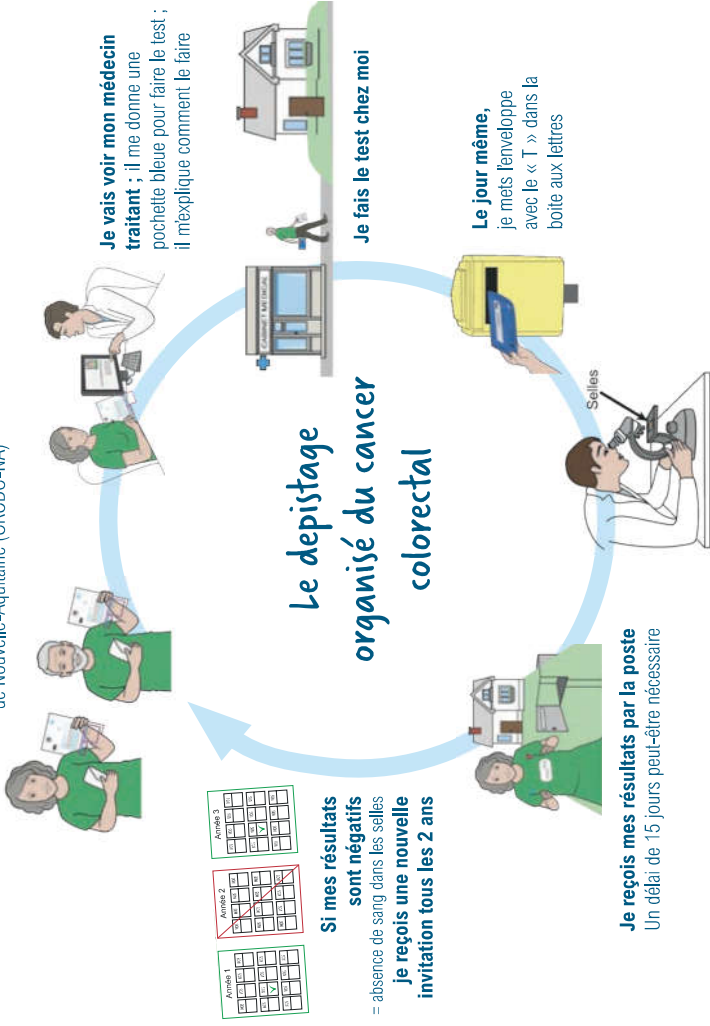 de Nouvelle-Aquitaine (CRCDC-NA)
Je vais voir mon médecin
traitant ; il me donne une
pochette bleue pour faire le test ;
il m'explique comment le faire
CABINET MEDICAL
Je fais le test chez moi
Le jour même,
je mets l'enveloppe
avec le « T » dans la
boite aux lettres
Selles
Le depistage
organisé du cancer
colorectal
Je reçois mes résultats par la poste
Un délai de 15 jours peut-être nécessaire
Année 1
Année 2
Année 3
Si mes résultats
sont négatifs
= absence de sang dans les selles
je reçois une nouvelle
invitation tous les 2 ans